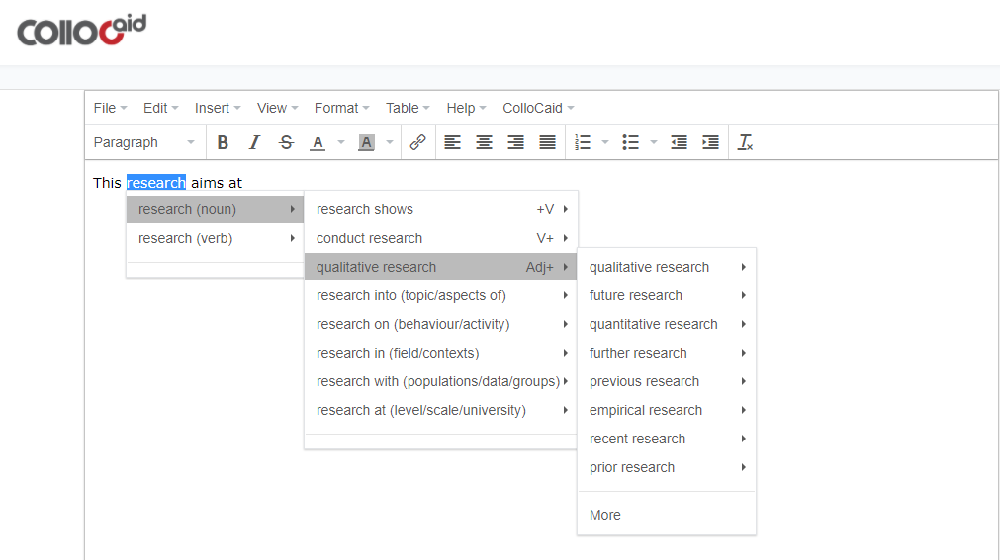 collocaid
File Edit Insert View Format Table Help ColloCaid
Paragraph B I S A A
This research aims at
research (noun)
research (verb)
research shows +V
conduct research V+
qualitative research Adj+
research into (topic/aspects of)
research on (behaviour/activity)
research in (field/contexts)
research with (populations/data/groups)
research at (level/scale/university)
qualitative research
future research
quantitative research
further research
previous research
empirical research
recent research
prior research
More